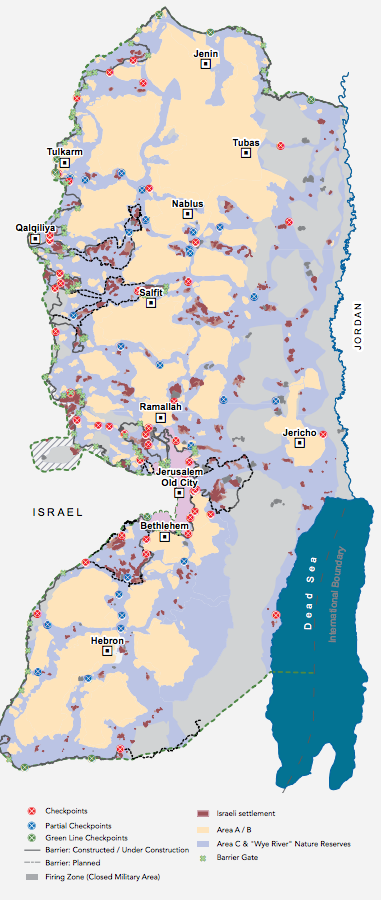 Jenin
Tubas
Tulkarm
Nablus
Qalqiliya
Salfit
JORDAN
Ramallah
Jericho
Jerusalem
Old City
ISRAEL
Bethlehem
Dead Sea
International Boundary
Hebron
Checkpoints
Partial Checkpoints
Green Line Checkpoints
Barrier: Constructed / Under Construction
Barrier: Planned
Firing Zone (Closed Military Area)
Israeli settlement
Area A / B
Area C & "Wye River" Nature Reserves
Barrier Gate